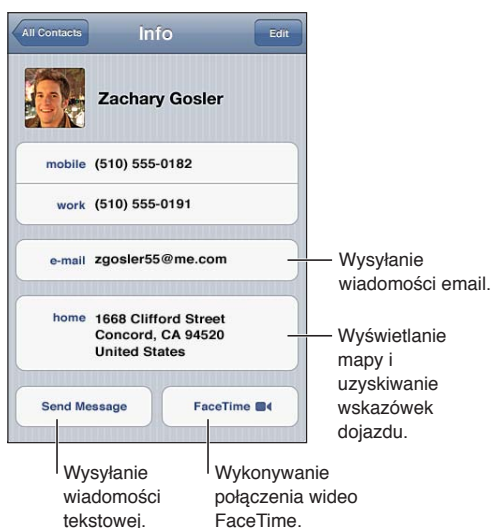 All Contacts Info Edit
Zachary Gosler
mobile (510) 555-0182
work (510) 555-0191
e-mail zgosler55@me.com
home 1668 Clifford Street
Concord, CA 94520
United States
Send Message FaceTime
Wysyłanie
wiadomości email.
Wyświetlanie
mapy i
uzyskiwanie
wskazówek
dojazdu.
Wysyłanie
wiadomości
tekstowej.
Wykonywanie
połączenia wideo
FaceTime.